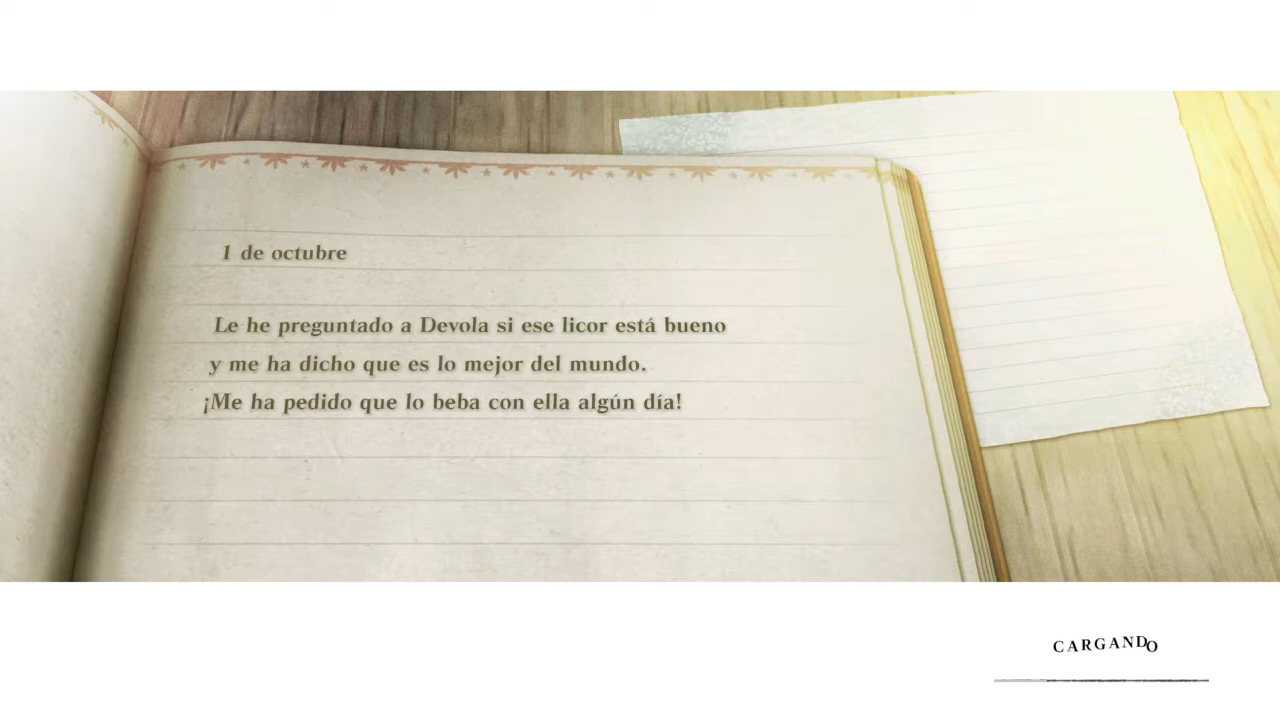 1 de octubre
Le he preguntado a Devola si ese licor está bueno
y me ha dicho que es lo mejor del mundo.
¡Me ha pedido que lo beba con ella algún día!
CARGANDO